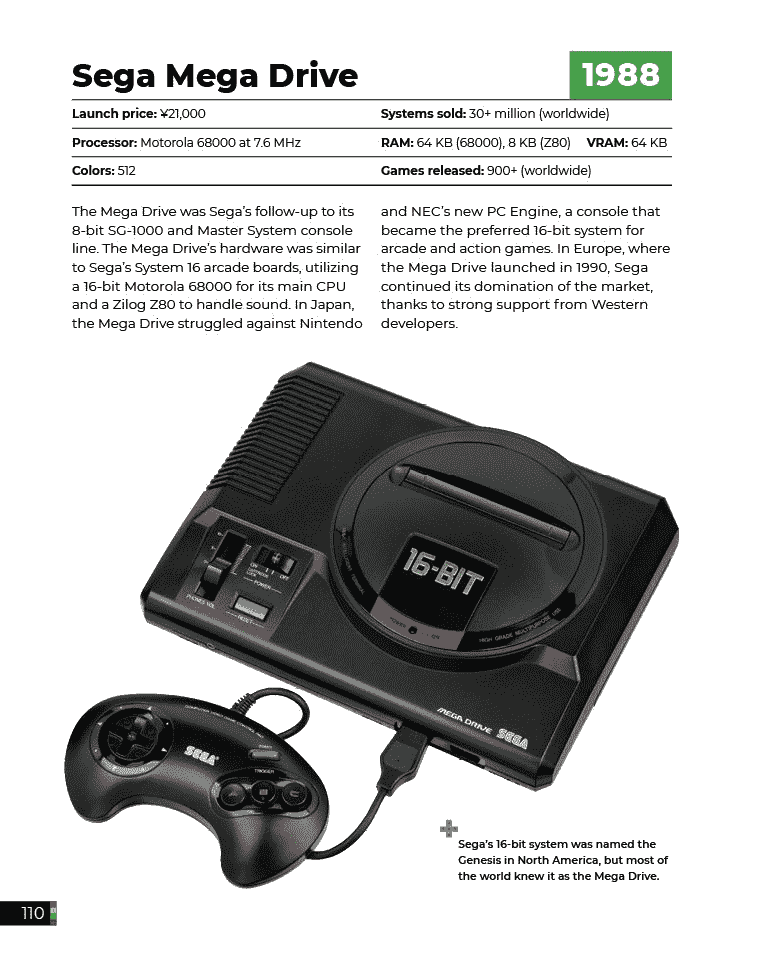 Sega Mega Drive
1988
Launch price: ¥21,000
Systems sold: 30+ million (worldwide)
Processor: Motorola 68000 at 7.6 MHz
RAM: 64 KB (68000), 8 KB (Z80) VRAM: 64 KB
Colors: 512
Games released: 900+ (worldwide)
The Mega Drive was Sega's follow-up to its
8-bit SG-1000 and Master System console
line. The Mega Drive's hardware was similar
to Sega's System 16 arcade boards, utilizing
a 16-bit Motorola 68000 for its main CPU
and a Zilog Z80 to handle sound. In Japan,
the Mega Drive struggled against Nintendo
and NEC's new PC Engine, a console that
became the preferred 16-bit system for
arcade and action games. In Europe, where
the Mega Drive launched in 1990, Sega
continued its domination of the market,
thanks to strong support from Western
developers.
16-BIT
ON
OFF
POWER
PHONES VOL
RESET
POWER
ON
HIGH GRADE MULTIPURPOSE USE
MEGA DRIVE SEGA
SEGA
START
TRIGGER
A
B
C
Sega's 16-bit system was named the
Genesis in North America, but most of
the world knew it as the Mega Drive.
110